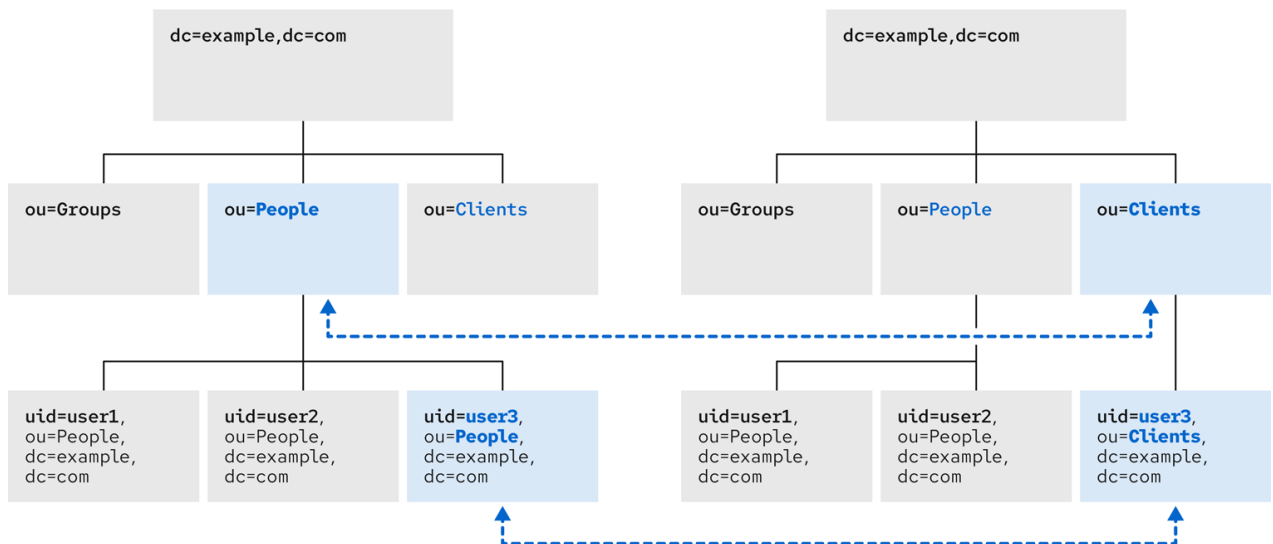 dc=example,dc=com
dc=example,dc=com
ou=Groups
ou=People
ou=Clients
ou=Groups
ou=People
ou=Clients
uid=user1,
ou=People,
dc=example,
dc=com
uid=user2,
ou=People,
dc=example,
dc=com
uid=user3,
ou=People,
dc=example,
dc=com
uid=user1,
ou=People,
dc=example,
dc=com
uid=user2,
ou=People,
dc=example,
dc=com
uid=user3,
ou=Clients,
dc=example,
dc=com